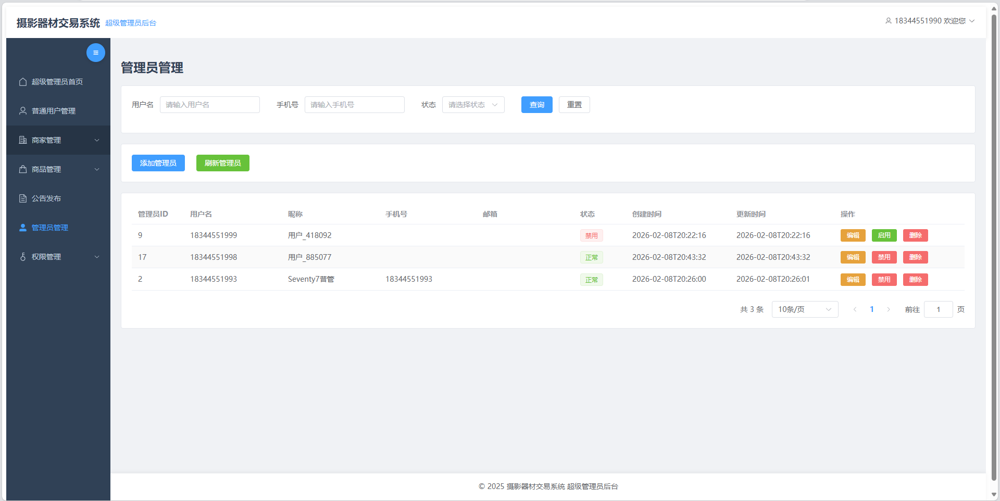 摄影器材交易系统 超级管理员后台
18344551990 欢迎您
超级管理员首页
普通用户管理
商家管理
商品管理
公告发布
管理员管理
权限管理
管理员管理
用户名 请输入用户名 手机号 请输入手机号 状态 请选择状态 查询 重置
添加管理员 刷新管理员
管理员ID 用户名 昵称 手机号 邮箱 状态 创建时间 更新时间 操作
9 18344551999 用户_418092 禁用 2026-02-08T20:22:16 2026-02-08T20:22:16 编辑 启用 删除
17 18344551998 用户_885077 正常 2026-02-08T20:43:32 2026-02-08T20:43:32 编辑 禁用 删除
2 18344551993 Seventy7普管 18344551993 正常 2026-02-08T20:26:00 2026-02-08T20:26:01 编辑 禁用 删除
共 3 条 10条/页 1 前往 1 页
© 2025 摄影器材交易系统 超级管理员后台